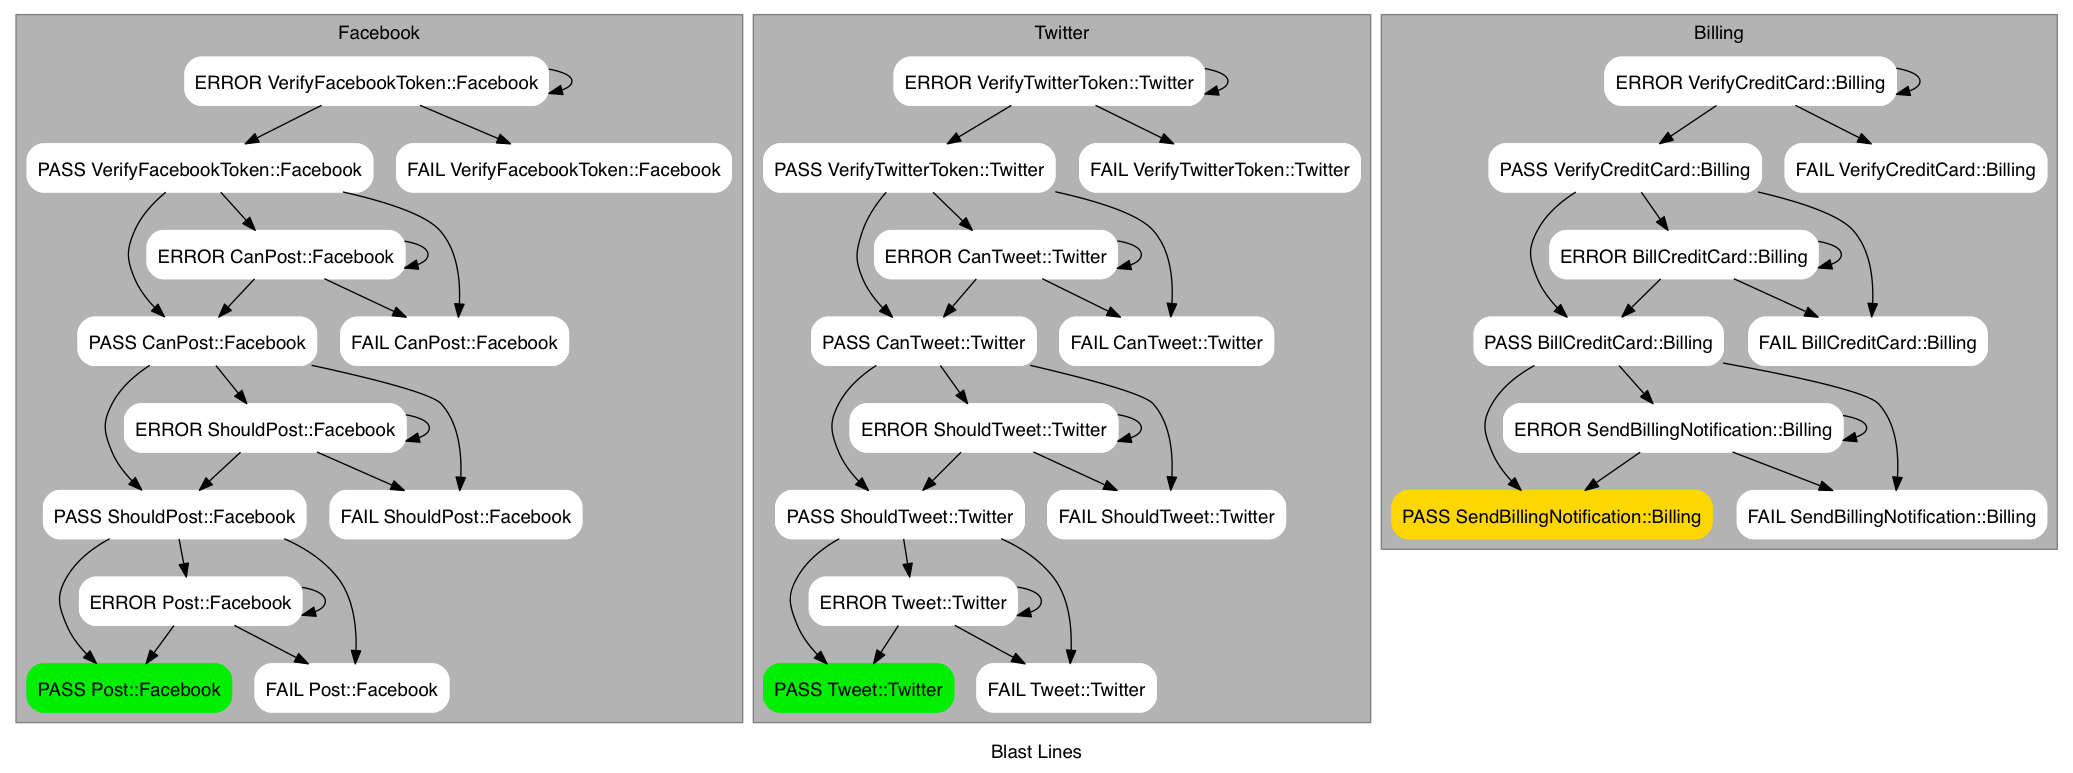 Facebook
ERROR VerifyFacebookToken::Facebook
PASS VerifyFacebookToken::Facebook
FAIL VerifyFacebookToken::Facebook
ERROR CanPost::Facebook
PASS CanPost::Facebook
FAIL CanPost::Facebook
ERROR ShouldPost::Facebook
PASS ShouldPost::Facebook
FAIL ShouldPost::Facebook
ERROR Post::Facebook
PASS Post::Facebook
FAIL Post::Facebook
Twitter
ERROR VerifyTwitterToken::Twitter
PASS VerifyTwitterToken::Twitter
FAIL VerifyTwitterToken::Twitter
ERROR CanTweet::Twitter
PASS CanTweet::Twitter
FAIL CanTweet::Twitter
ERROR ShouldTweet::Twitter
PASS ShouldTweet::Twitter
FAIL ShouldTweet::Twitter
ERROR Tweet::Twitter
PASS Tweet::Twitter
FAIL Tweet::Twitter
Billing
ERROR VerifyCreditCard::Billing
PASS VerifyCreditCard::Billing
FAIL VerifyCreditCard::Billing
ERROR BillCreditCard::Billing
PASS BillCreditCard::Billing
FAIL BillCreditCard::Billing
ERROR SendBillingNotification::Billing
PASS SendBillingNotification::Billing
FAIL SendBillingNotification::Billing
Blast Lines